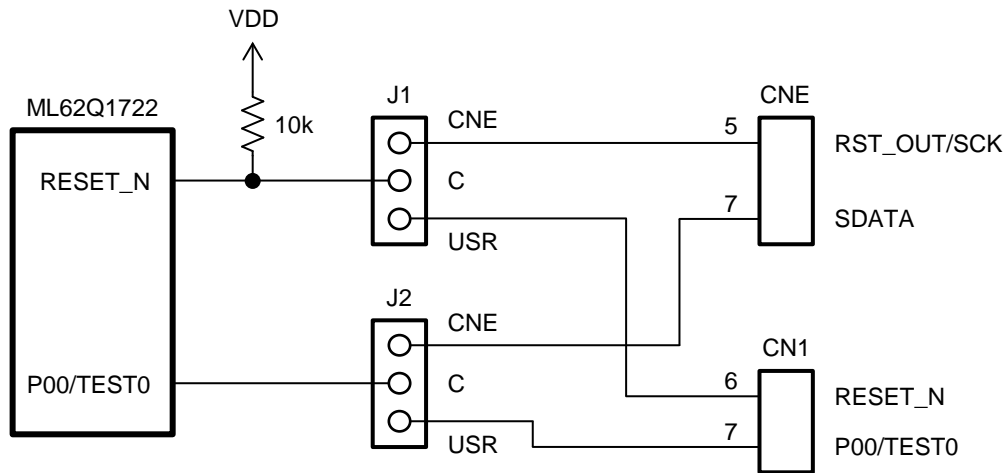 VDD
ML62Q1722
10k
J1
CNE
CNE
5
RST_OUT/SCK
RESET_N
C
7
SDATA
USR
J2
CNE
CN1
P00/TEST0
C
6
RESET_N
7
P00/TEST0
USR